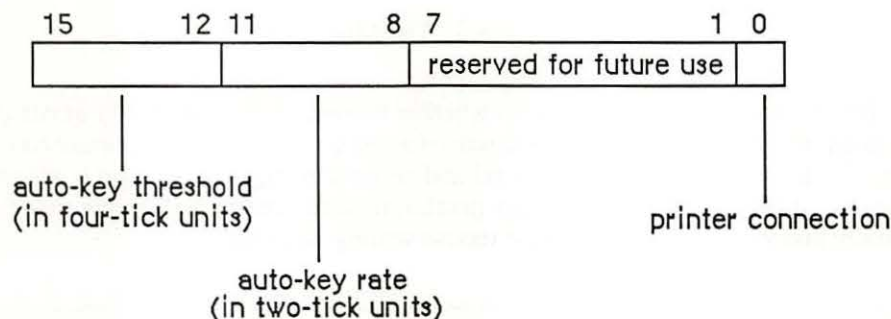 15 12 11 8 7 1 0
reserved for future use
auto-key threshold
(in four-tick units)
printer connection
auto-key rate
(in two-tick units)